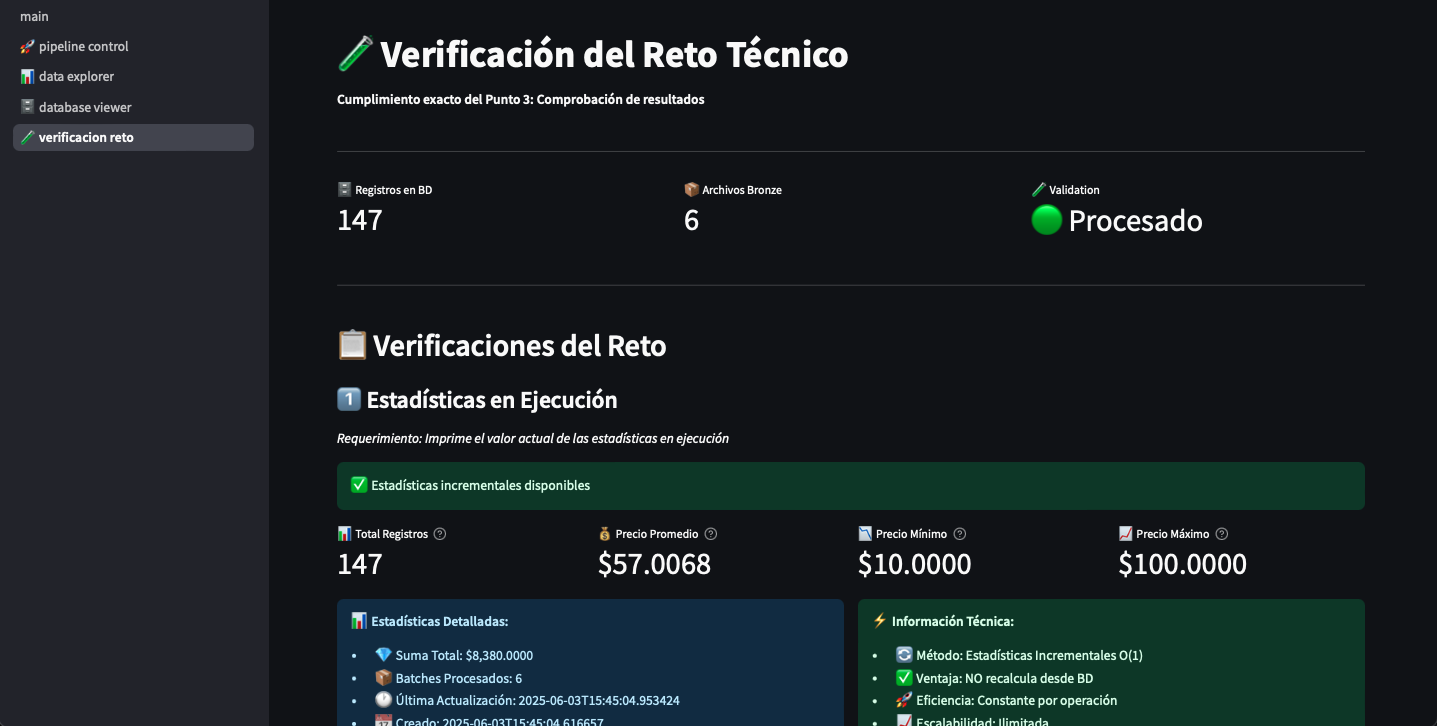 main
pipeline control
data explorer
database viewer
verificacion reto
Verificación del Reto Técnico
Cumplimiento exacto del Punto 3: Comprobación de resultados
Registros en BD
147
Archivos Bronze
6
Validation
Procesado
Verificaciones del Reto
1 Estadísticas en Ejecución
Requerimiento: Imprime el valor actual de las estadísticas en ejecución
Estadísticas incrementales disponibles
Total Registros
147
Precio Promedio
$57.0068
Precio Mínimo
$10.0000
Precio Máximo
$100.0000
Estadísticas Detalladas:
• Suma Total: $8,380.0000
• Batches Procesados: 6
• Última Actualización: 2025-06-03T15:45:04.953424
• Creado: 2025-06-03T15:45:04.616657
Información Técnica:
• Método: Estadísticas Incrementales O(1)
• Ventaja: NO recalcula desde BD
• Eficiencia: Constante por operación
• Escalabilidad: Ilimitada